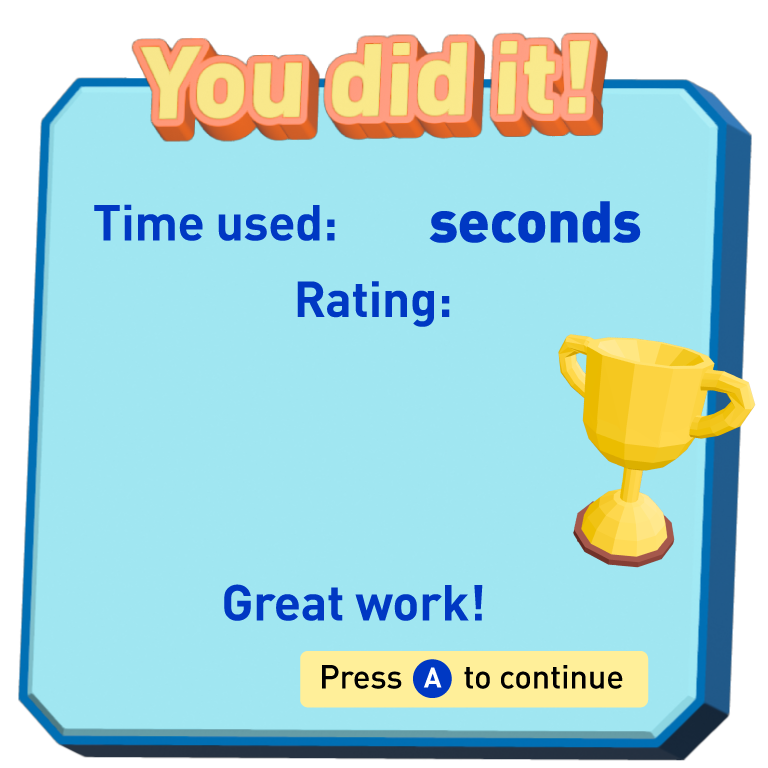 You did it!
Time used: seconds
Rating:
Great work!
Press A to continue